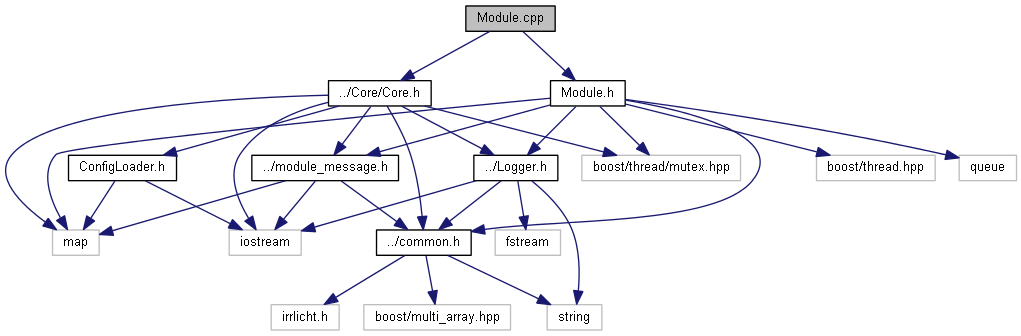 Module.cpp
../Core/Core.h
Module.h
ConfigLoader.h
../module_message.h
../Logger.h
boost/thread/mutex.hpp
boost/thread.hpp
queue
map
iostream
../common.h
fstream
irrlicht.h
boost/multi_array.hpp
string